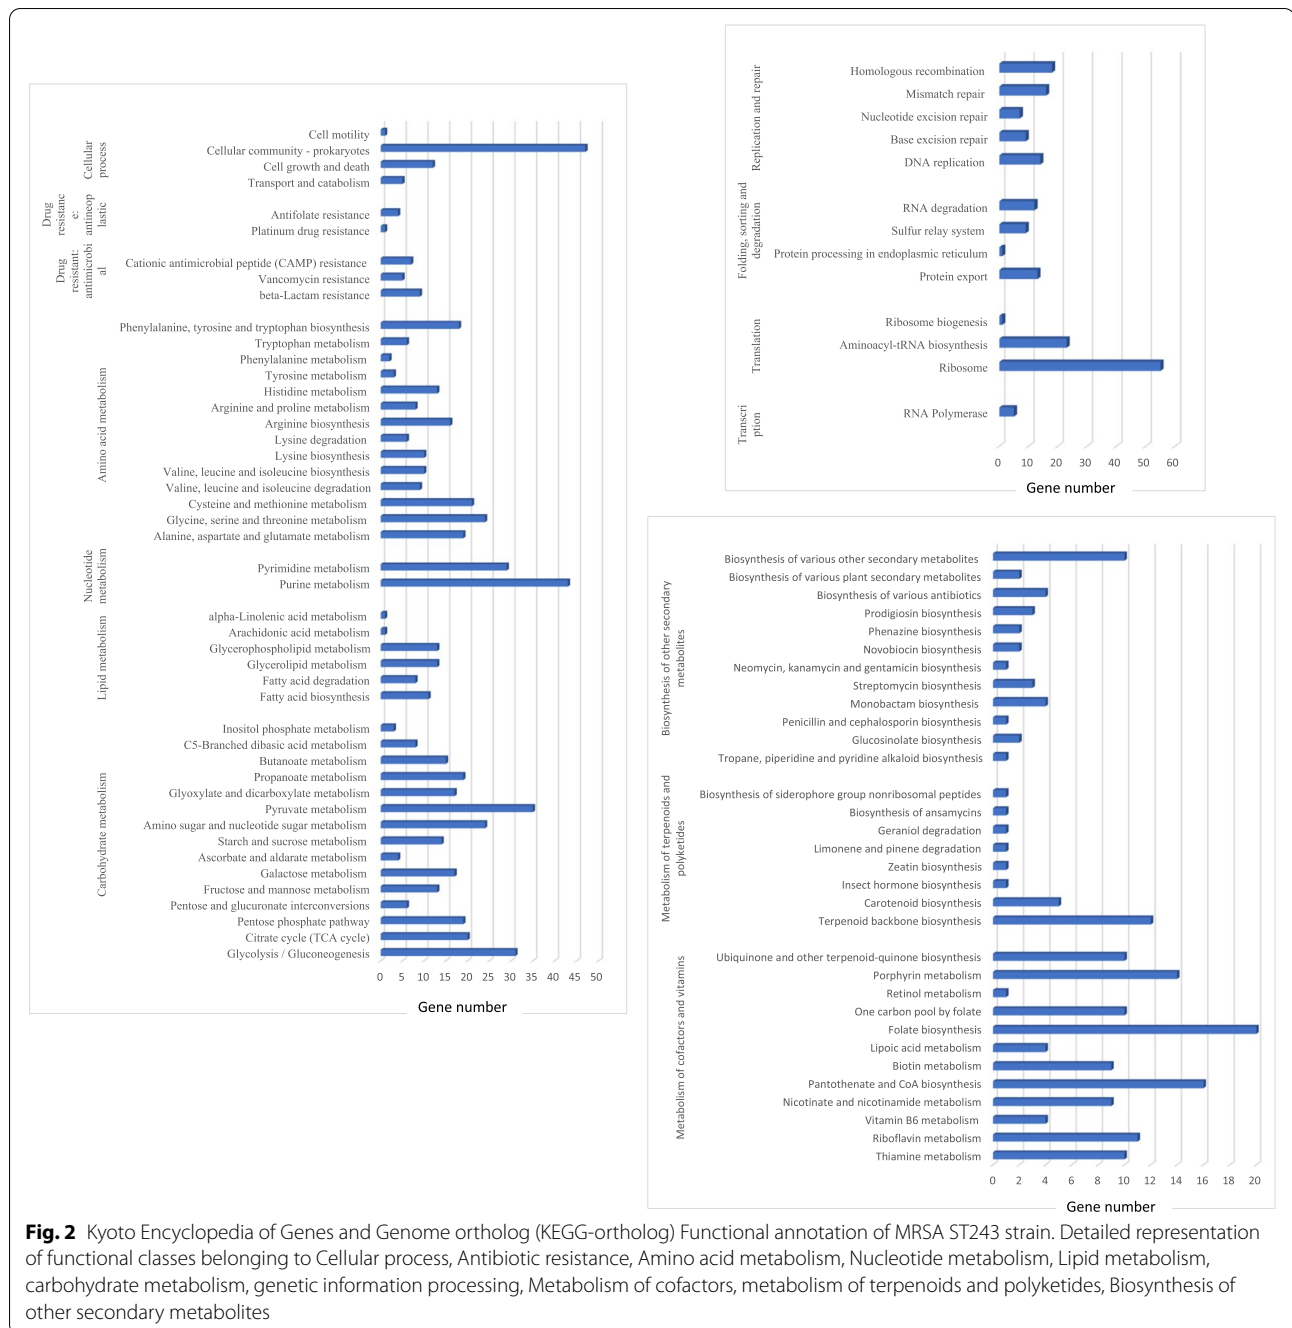 Cellular
process
Cell motility
Cellular community - prokaryotes
Cell growth and death
Transport and catabolism
Drug
resistanc
e:
antineop
lastic
Antifolate resistance
Platinum drug resistance
Drug
resistant:
antimicrobi
al
Cationic antimicrobial peptide (CAMP) resistance
Vancomycin resistance
beta-Lactam resistance
Amino acid metabolism
Phenylalanine, tyrosine and tryptophan biosynthesis
Tryptophan metabolism
Phenylalanine metabolism
Tyrosine metabolism
Histidine metabolism
Arginine and proline metabolism
Arginine biosynthesis
Lysine degradation
Lysine biosynthesis
Valine, leucine and isoleucine biosynthesis
Valine, leucine and isoleucine degradation
Cysteine and methionine metabolism
Glycine, serine and threonine metabolism
Alanine, aspartate and glutamate metabolism
Nucleotide
metabolism
Pyrimidine metabolism
Purine metabolism
Lipid metabolism
alpha-Linolenic acid metabolism
Arachidonic acid metabolism
Glycerophospholipid metabolism
Glycerolipid metabolism
Fatty acid degradation
Fatty acid biosynthesis
Carbohydrate metabolism
Inositol phosphate metabolism
C5-Branched dibasic acid metabolism
Butanoate metabolism
Propanoate metabolism
Glyoxylate and dicarboxylate metabolism
Pyruvate metabolism
Amino sugar and nucleotide sugar metabolism
Starch and sucrose metabolism
Ascorbate and aldarate metabolism
Galactose metabolism
Fructose and mannose metabolism
Pentose and glucuronate interconversions
Pentose phosphate pathway
Citrate cycle (TCA cycle)
Glycolysis / Gluconeogenesis
0 5 10 15 20 25 30 35 40 45 50
Gene number
Replication and repair
Homologous recombination
Mismatch repair
Nucleotide excision repair
Base excision repair
DNA replication
Folding, sorting and
degradation
RNA degradation
Sulfur relay system
Protein processing in endoplasmic reticulum
Protein export
Translation
Ribosome biogenesis
Aminoacyl-tRNA biosynthesis
Ribosome
Transcri
ption
RNA Polymerase
0 10 20 30 40 50 60
Gene number
Biosynthesis of other secondary
metabolites
Biosynthesis of various other secondary metabolites
Biosynthesis of various plant secondary metabolites
Biosynthesis of various antibiotics
Prodigiosin biosynthesis
Phenazine biosynthesis
Novobiocin biosynthesis
Neomycin, kanamycin and gentamicin biosynthesis
Streptomycin biosynthesis
Monobactam biosynthesis
Penicillin and cephalosporin biosynthesis
Glucosinolate biosynthesis
Tropane, piperidine and pyridine alkaloid biosynthesis
Metabolism of terpenoids and
polyketides
Biosynthesis of siderophore group nonribosomal peptides
Biosynthesis of ansamycins
Geraniol degradation
Limonene and pinene degradation
Zeatin biosynthesis
Insect hormone biosynthesis
Carotenoid biosynthesis
Terpenoid backbone biosynthesis
Metabolism of cofactors and vitamins
Ubiquinone and other terpenoid-quinone biosynthesis
Porphyrin metabolism
Retinol metabolism
One carbon pool by folate
Folate biosynthesis
Lipoic acid metabolism
Biotin metabolism
Pantothenate and CoA biosynthesis
Nicotinate and nicotinamide metabolism
Vitamin B6 metabolism
Riboflavin metabolism
Thiamine metabolism
0 2 4 6 8 10 12 14 16 18 20
Gene number
Fig. 2 Kyoto Encyclopedia of Genes and Genome ortholog (KEGG-ortholog) Functional annotation of MRSA ST243 strain. Detailed representation
of functional classes belonging to Cellular process, Antibiotic resistance, Amino acid metabolism, Nucleotide metabolism, Lipid metabolism,
carbohydrate metabolism, genetic information processing, Metabolism of cofactors, metabolism of terpenoids and polyketides, Biosynthesis of
other secondary metabolites